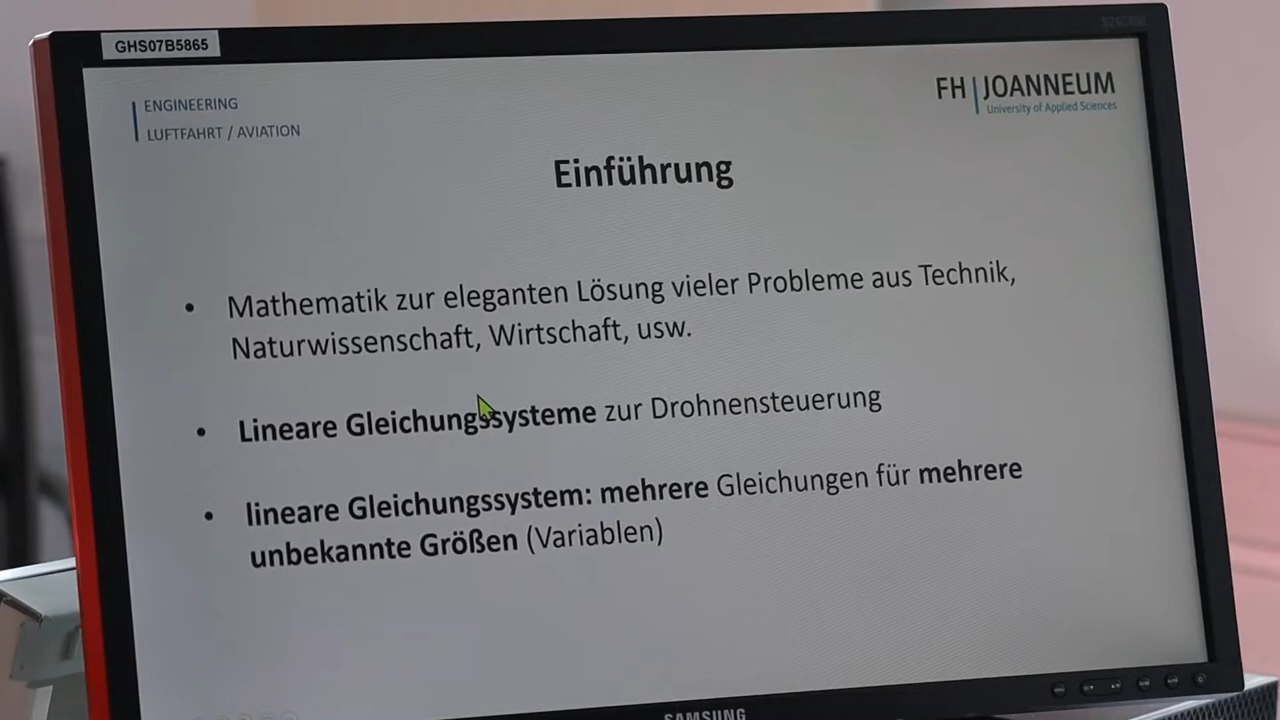 GHS07B5865
ENGINEERING
LUFTFAHRT / AVIATION
FH | JOANNEUM
University of Applied Sciences
Einführung
• Mathematik zur eleganten Lösung vieler Probleme aus Technik,
Naturwissenschaft, Wirtschaft, usw.
• Lineare Gleichungssysteme zur Drohnensteuerung
• lineare Gleichungssystem: mehrere Gleichungen für mehrere
unbekannte Größen (Variablen)
SAMSUNG